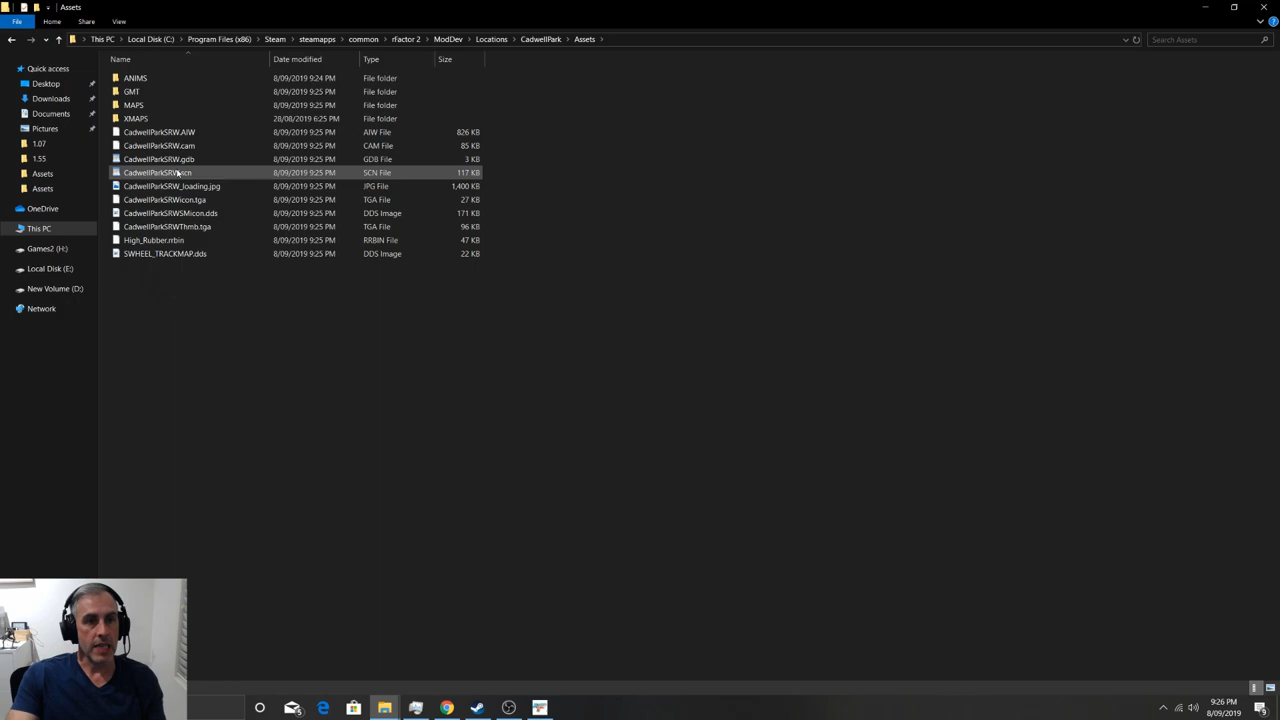 Assets
File Home Share View
This PC Local Disk (C:) Program Files (x86) Steam steamapps common rFactor 2 ModDev Locations CadwellPark Assets
Search Assets
Name Date modified Type Size
Quick access
Desktop
Downloads
Documents
Pictures
1.07
1.55
Assets
Assets
OneDrive
This PC
Games2 (H:)
Local Disk (E:)
New Volume (D:)
Network
ANIMS 8/09/2019 9:24 PM File folder
GMT 8/09/2019 9:25 PM File folder
MAPS 8/09/2019 9:25 PM File folder
XMAPS 28/08/2019 6:25 PM File folder
CadwellParkSRW.AIW 8/09/2019 9:25 PM AIW File 826 KB
CadwellParkSRW.cam 8/09/2019 9:25 PM CAM File 85 KB
CadwellParkSRW.gdb 8/09/2019 9:25 PM GDB File 3 KB
CadwellParkSRW.scn 8/09/2019 9:25 PM SCN File 117 KB
CadwellParkSRW_loading.jpg 8/09/2019 9:25 PM JPG File 1,400 KB
CadwellParkSRWicon.tga 8/09/2019 9:25 PM TGA File 27 KB
CadwellParkSRWSMicon.dds 8/09/2019 9:25 PM DDS Image 171 KB
CadwellParkSRWThmb.tga 8/09/2019 9:25 PM TGA File 96 KB
High_Rubber.rrbin 8/09/2019 9:25 PM RRBIN File 47 KB
SWHEEL_TRACKMAP.dds 8/09/2019 9:25 PM DDS Image 22 KB
9:26 PM
8/09/2019